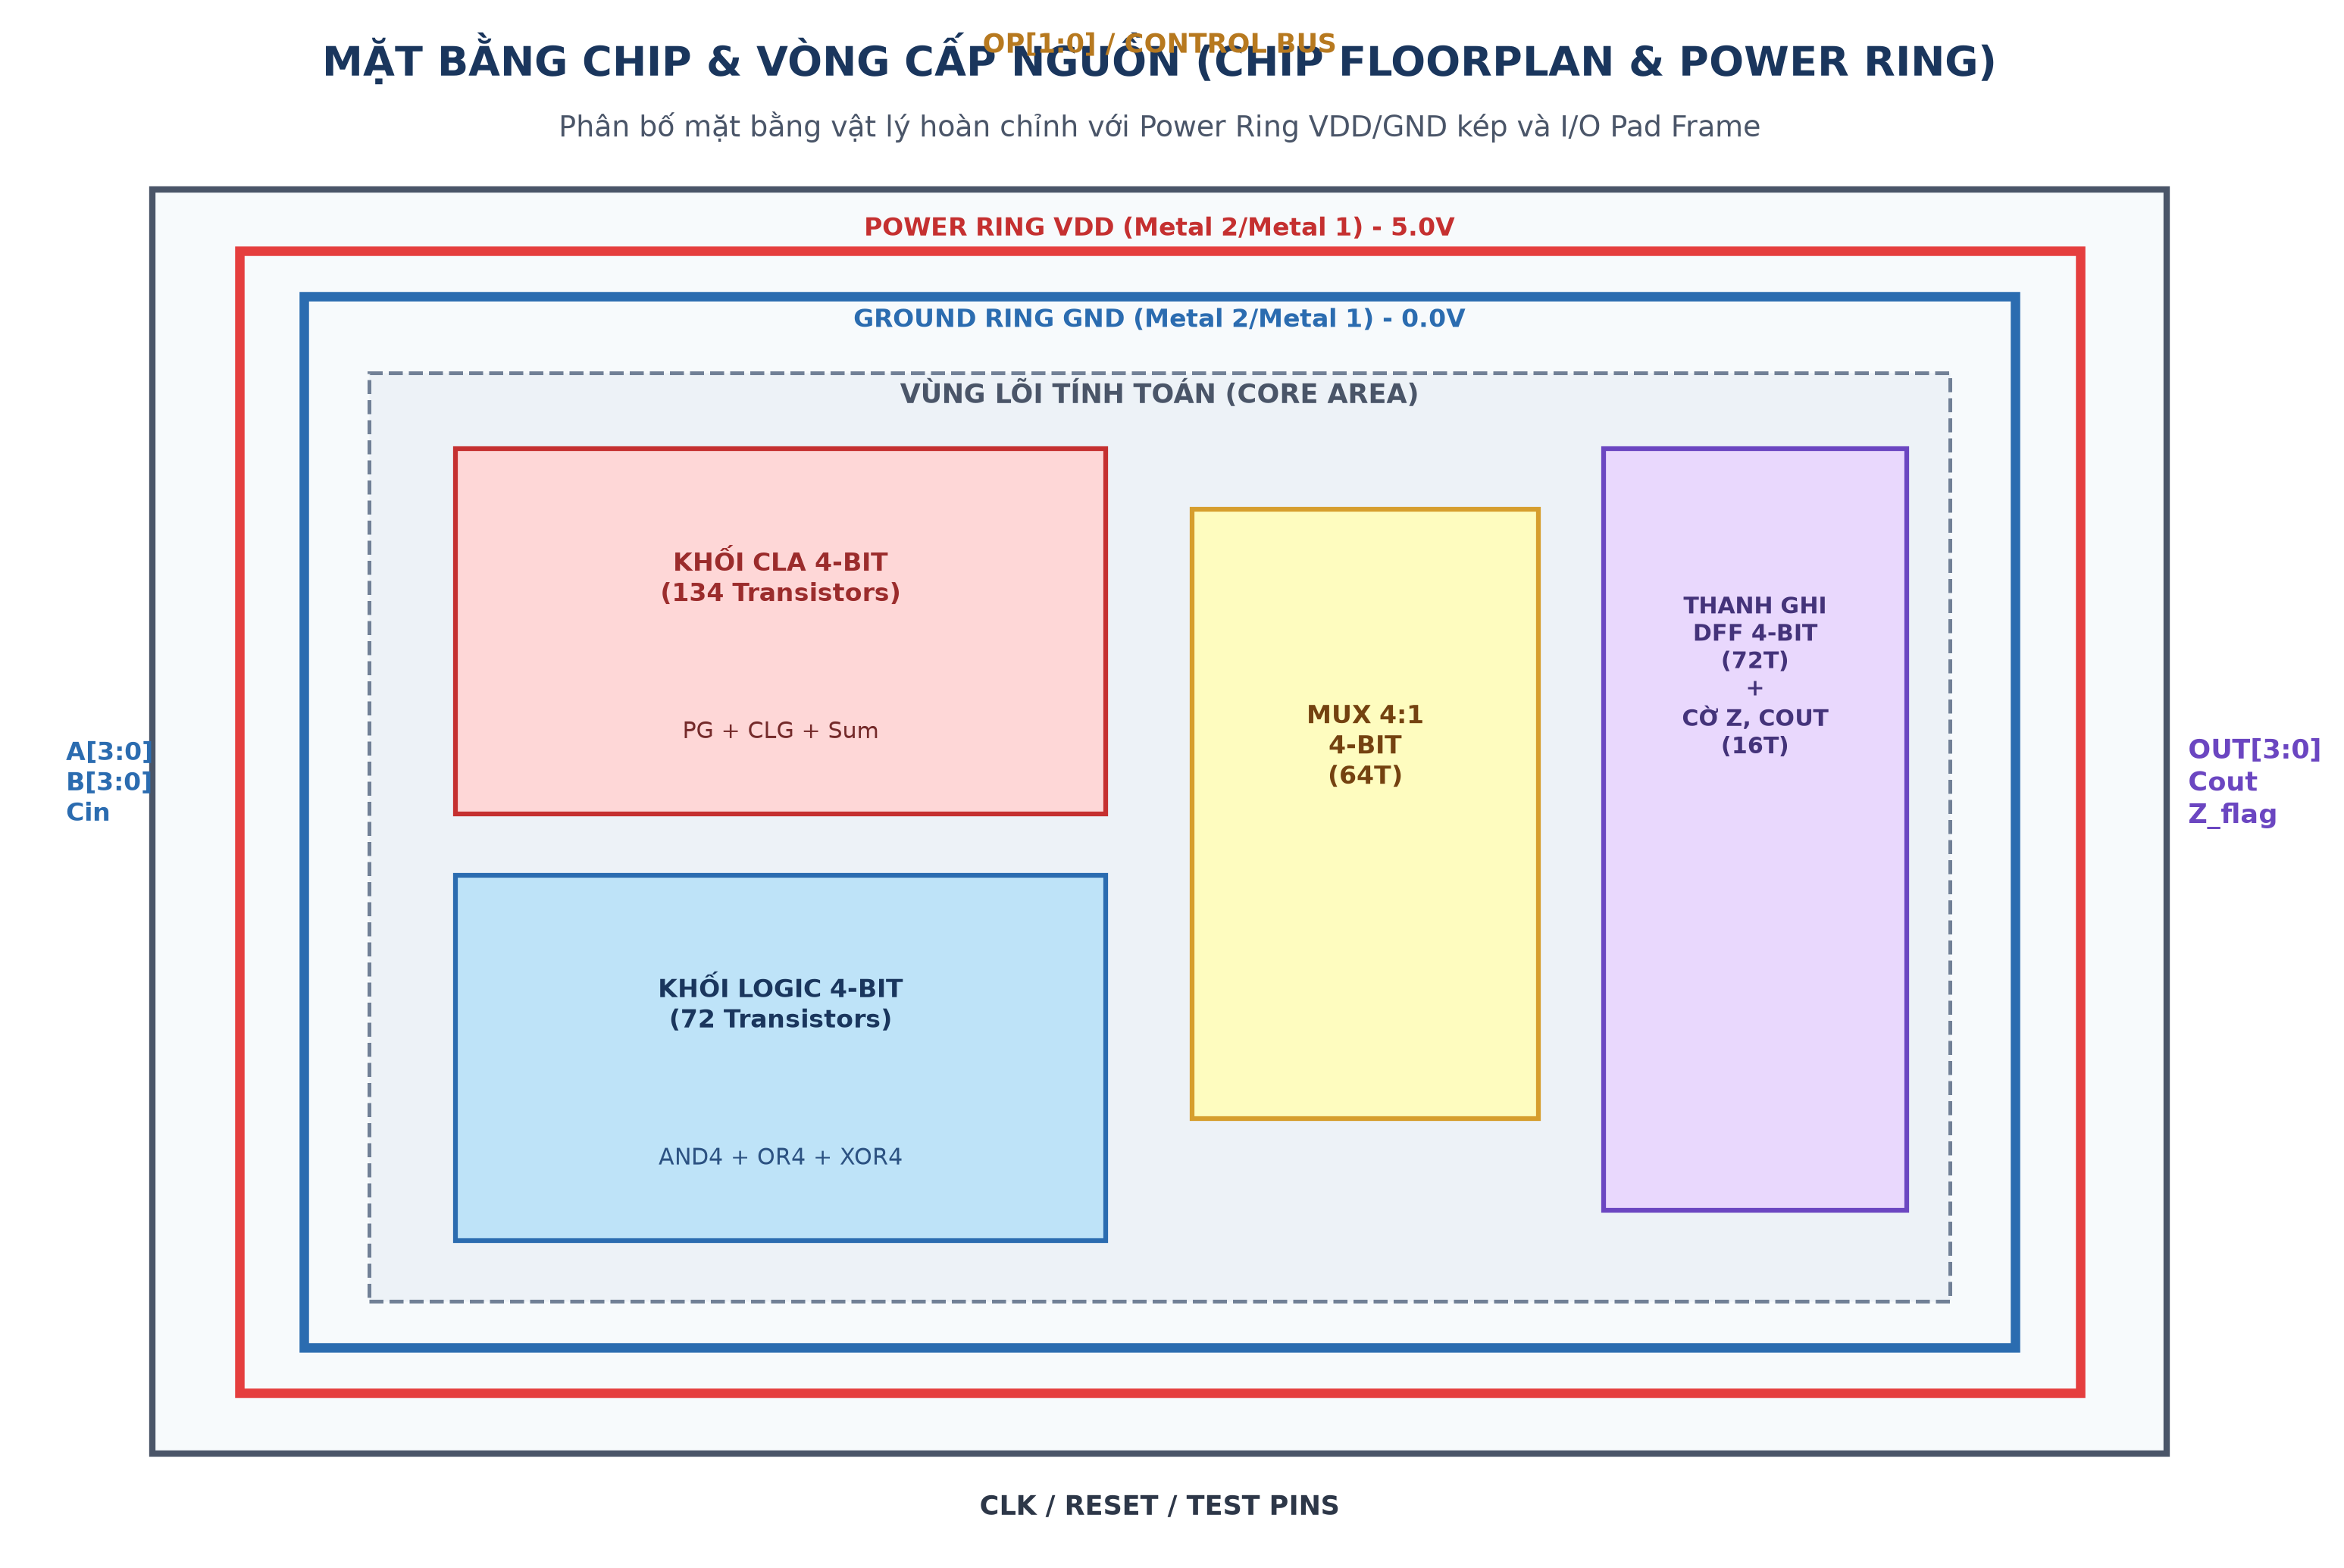 OP[1:0] / CONTROL BUS
MẶT BẰNG CHIP & VÒNG CẤP NGUỒN (CHIP FLOORPLAN & POWER RING)
Phân bố mặt bằng vật lý hoàn chỉnh với Power Ring VDD/GND kép và I/O Pad Frame
POWER RING VDD (Metal 2/Metal 1) - 5.0V
GROUND RING GND (Metal 2/Metal 1) - 0.0V
VÙNG LÕI TÍNH TOÁN (CORE AREA)
KHỐI CLA 4-BIT
(134 Transistors)
PG + CLG + Sum
KHỐI LOGIC 4-BIT
(72 Transistors)
AND4 + OR4 + XOR4
MUX 4:1
4-BIT
(64T)
THANH GHI
DFF 4-BIT
(72T)
+
CỜ Z, COUT
(16T)
A[3:0]
B[3:0]
Cin
OUT[3:0]
Cout
Z_flag
CLK / RESET / TEST PINS